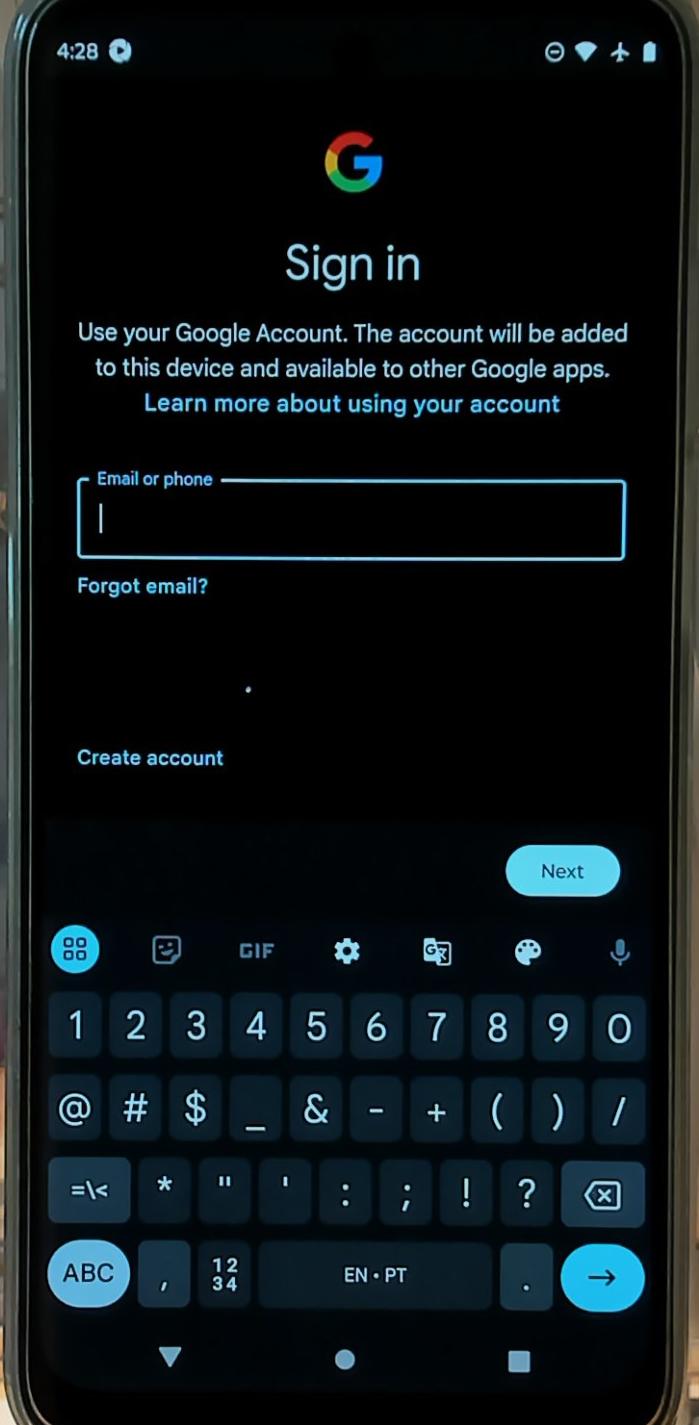 4:28
Sign in
Use your Google Account. The account will be added
to this device and available to other Google apps.
Learn more about using your account
Email or phone
Forgot email?
Create account
Next
GIF
1 2 3 4 5 6 7 8 9 0
@ # $ _ & - + ( ) /
=\< * " ' : ; ! ?
ABC , 12 34 EN • PT .